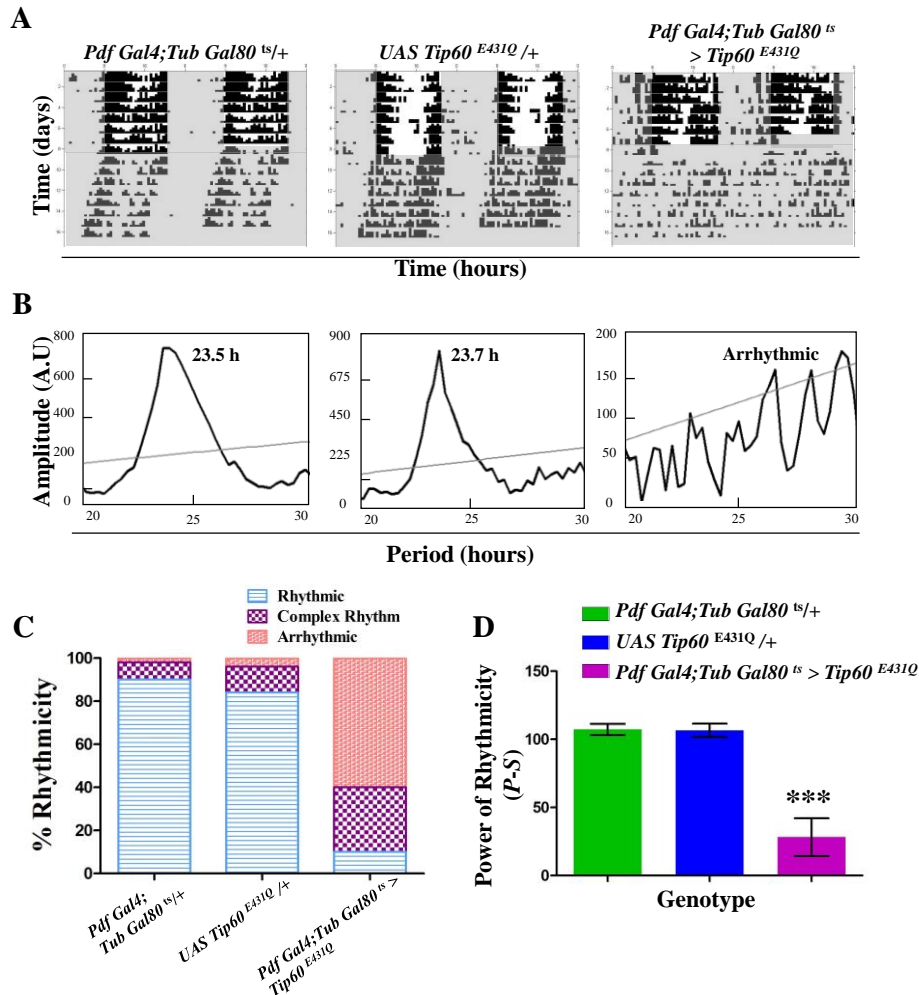 A
Pdf Gal4;Tub Gal80 ts/+
UAS Tip60 E431Q /+
Pdf Gal4;Tub Gal80 ts
> Tip60 E431Q
Time (days)
Time (hours)
B
Amplitude (A.U)
800
600
400
200
0
23.5 h
20
25
30
900
675
450
225
0
23.7 h
20
25
30
200
150
100
50
0
Arrhythmic
20
25
30
Period (hours)
C
Rhythmic
Complex Rhythm
Arrhythmic
% Rhythmicity
100
80
60
40
20
0
Pdf Gal4;
Tub Gal80 ts/+
UAS Tip60 E431Q /+
Pdf Gal4;Tub Gal80 ts >
Tip60 E431Q
D
Pdf Gal4;Tub Gal80 ts/+
UAS Tip60 E431Q /+
Pdf Gal4;Tub Gal80 ts > Tip60 E431Q
Power of Rhythmicity
(P-S)
150
100
50
0
***
Genotype